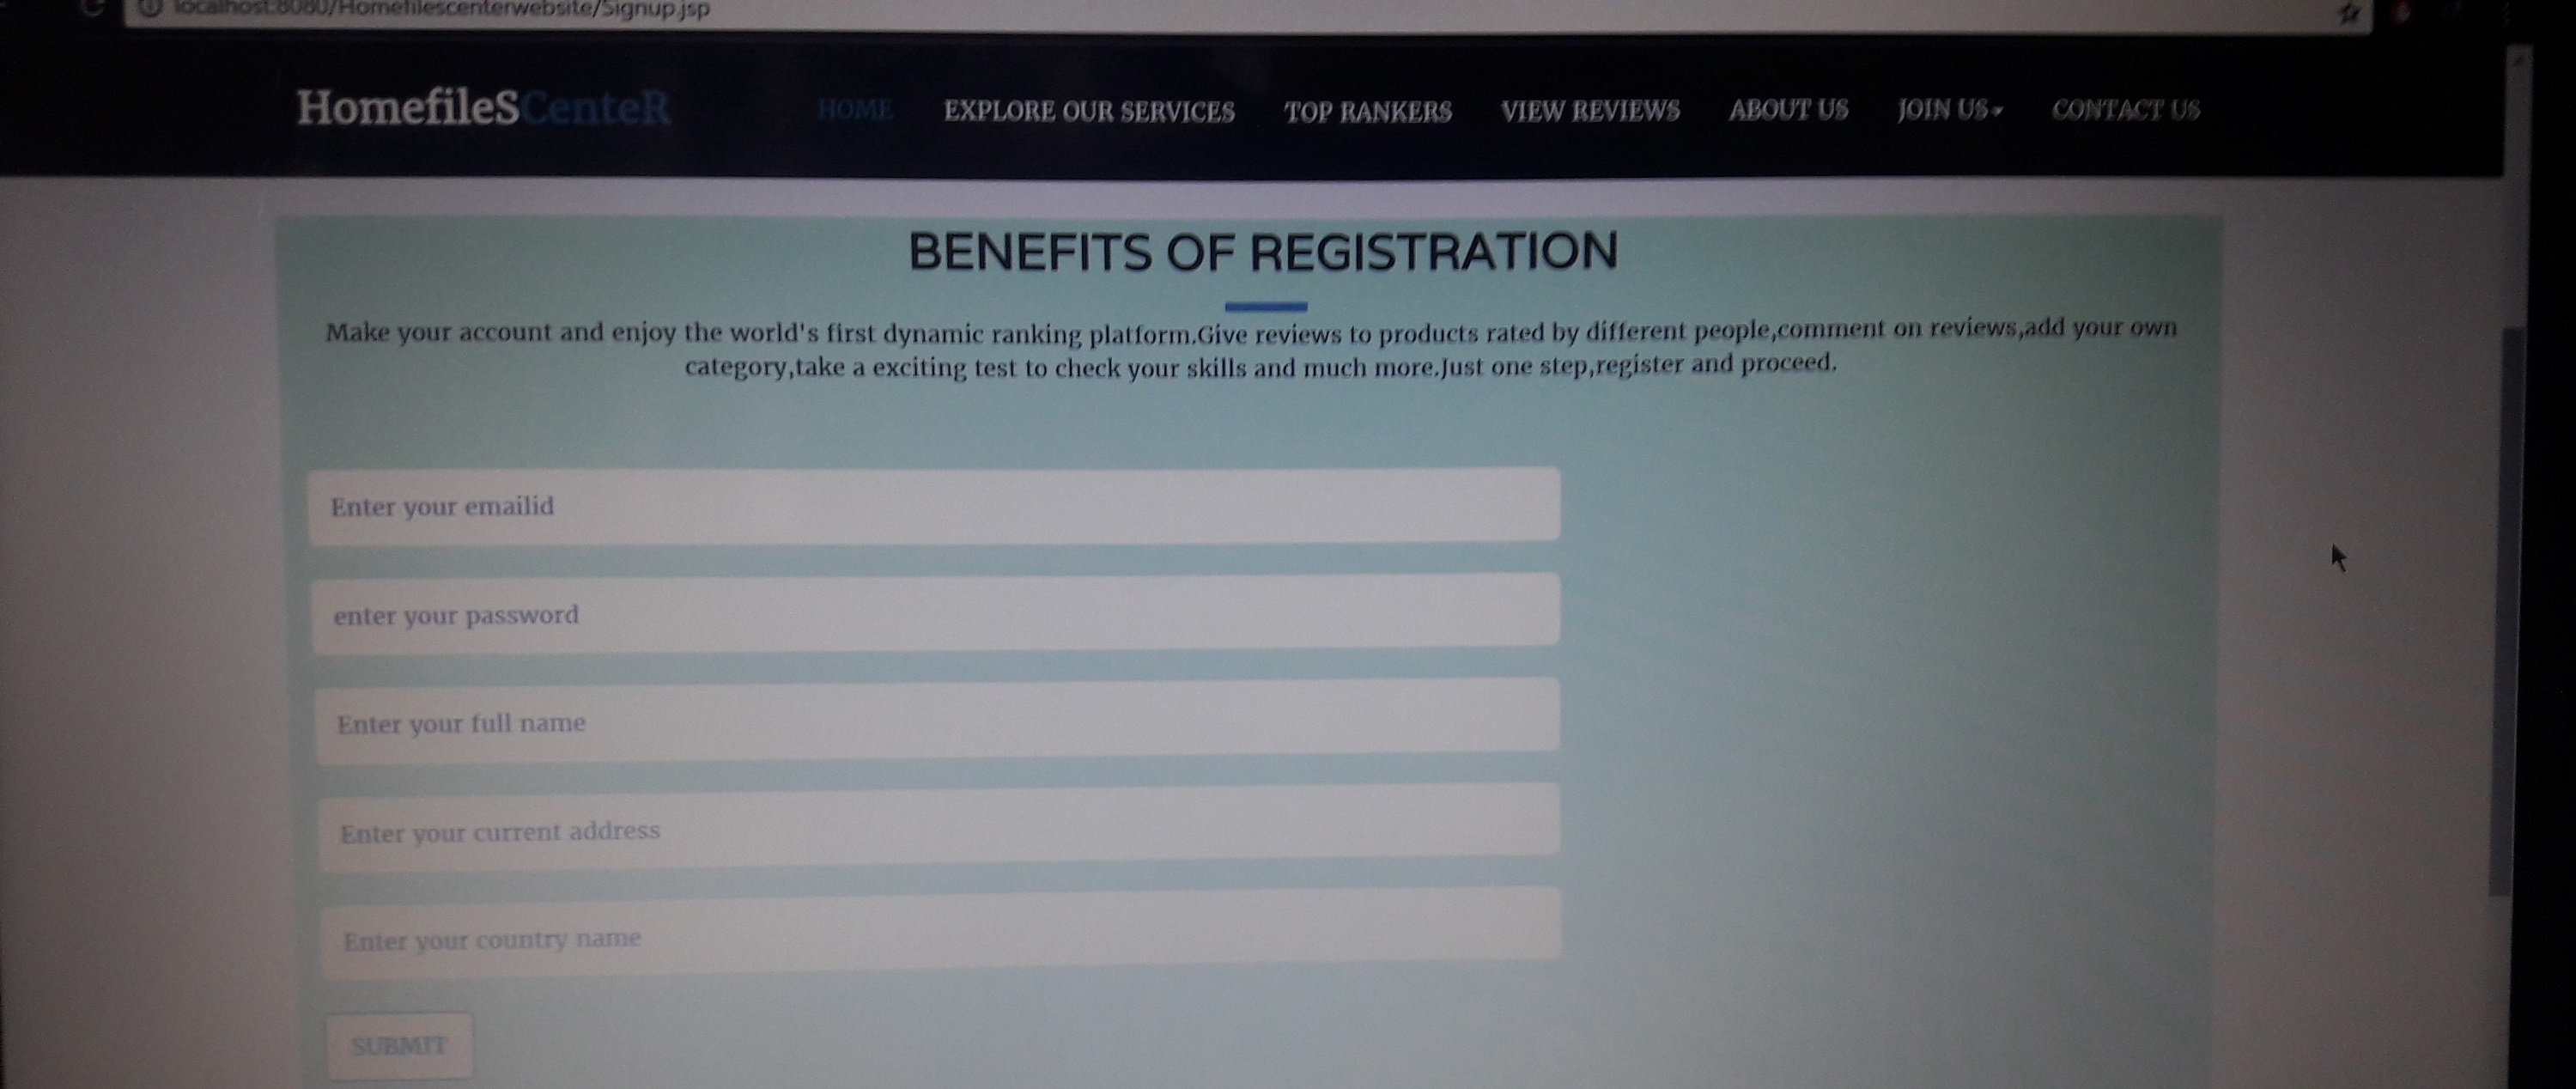 localhost:8080/Homefilescenterwebsite/Signup.jsp
HomefileSCenteR
HOME EXPLORE OUR SERVICES TOP RANKERS VIEW REVIEWS ABOUT US JOIN US CONTACT US
BENEFITS OF REGISTRATION
Make your account and enjoy the world's first dynamic ranking platform.Give reviews to products rated by different people,comment on reviews,add your own
category,take a exciting test to check your skills and much more.Just one step,register and proceed.
Enter your emailid
enter your password
Enter your full name
Enter your current address
Enter your country name
SUBMIT